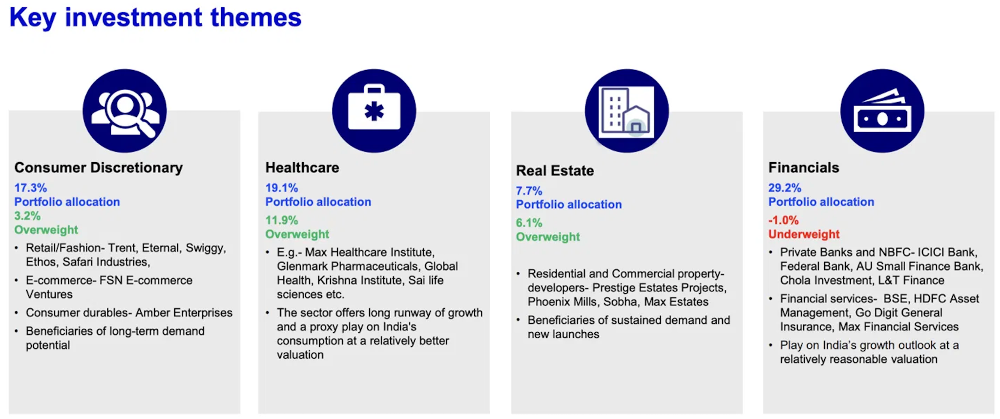 Key investment themes
Consumer Discretionary
17.3%
Portfolio allocation
3.2%
Overweight
• Retail/Fashion- Trent, Eternal, Swiggy,
Ethos, Safari Industries,
• E-commerce- FSN E-commerce
Ventures
• Consumer durables- Amber Enterprises
• Beneficiaries of long-term demand
potential
Healthcare
19.1%
Portfolio allocation
11.9%
Overweight
• E.g.- Max Healthcare Institute,
Glenmark Pharmaceuticals, Global
Health, Krishna Institute, Sai life
sciences etc.
• The sector offers long runway of growth
and a proxy play on India's
consumption at a relatively better
valuation
Real Estate
7.7%
Portfolio allocation
6.1%
Overweight
• Residential and Commercial property-
developers- Prestige Estates Projects,
Phoenix Mills, Sobha, Max Estates
• Beneficiaries of sustained demand and
new launches
Financials
29.2%
Portfolio allocation
-1.0%
Underweight
• Private Banks and NBFC- ICICI Bank,
Federal Bank, AU Small Finance Bank,
Chola Investment, L&T Finance
• Financial services-  BSE, HDFC Asset
Management, Go Digit General
Insurance, Max Financial Services
• Play on India’s growth outlook at a
relatively reasonable valuation